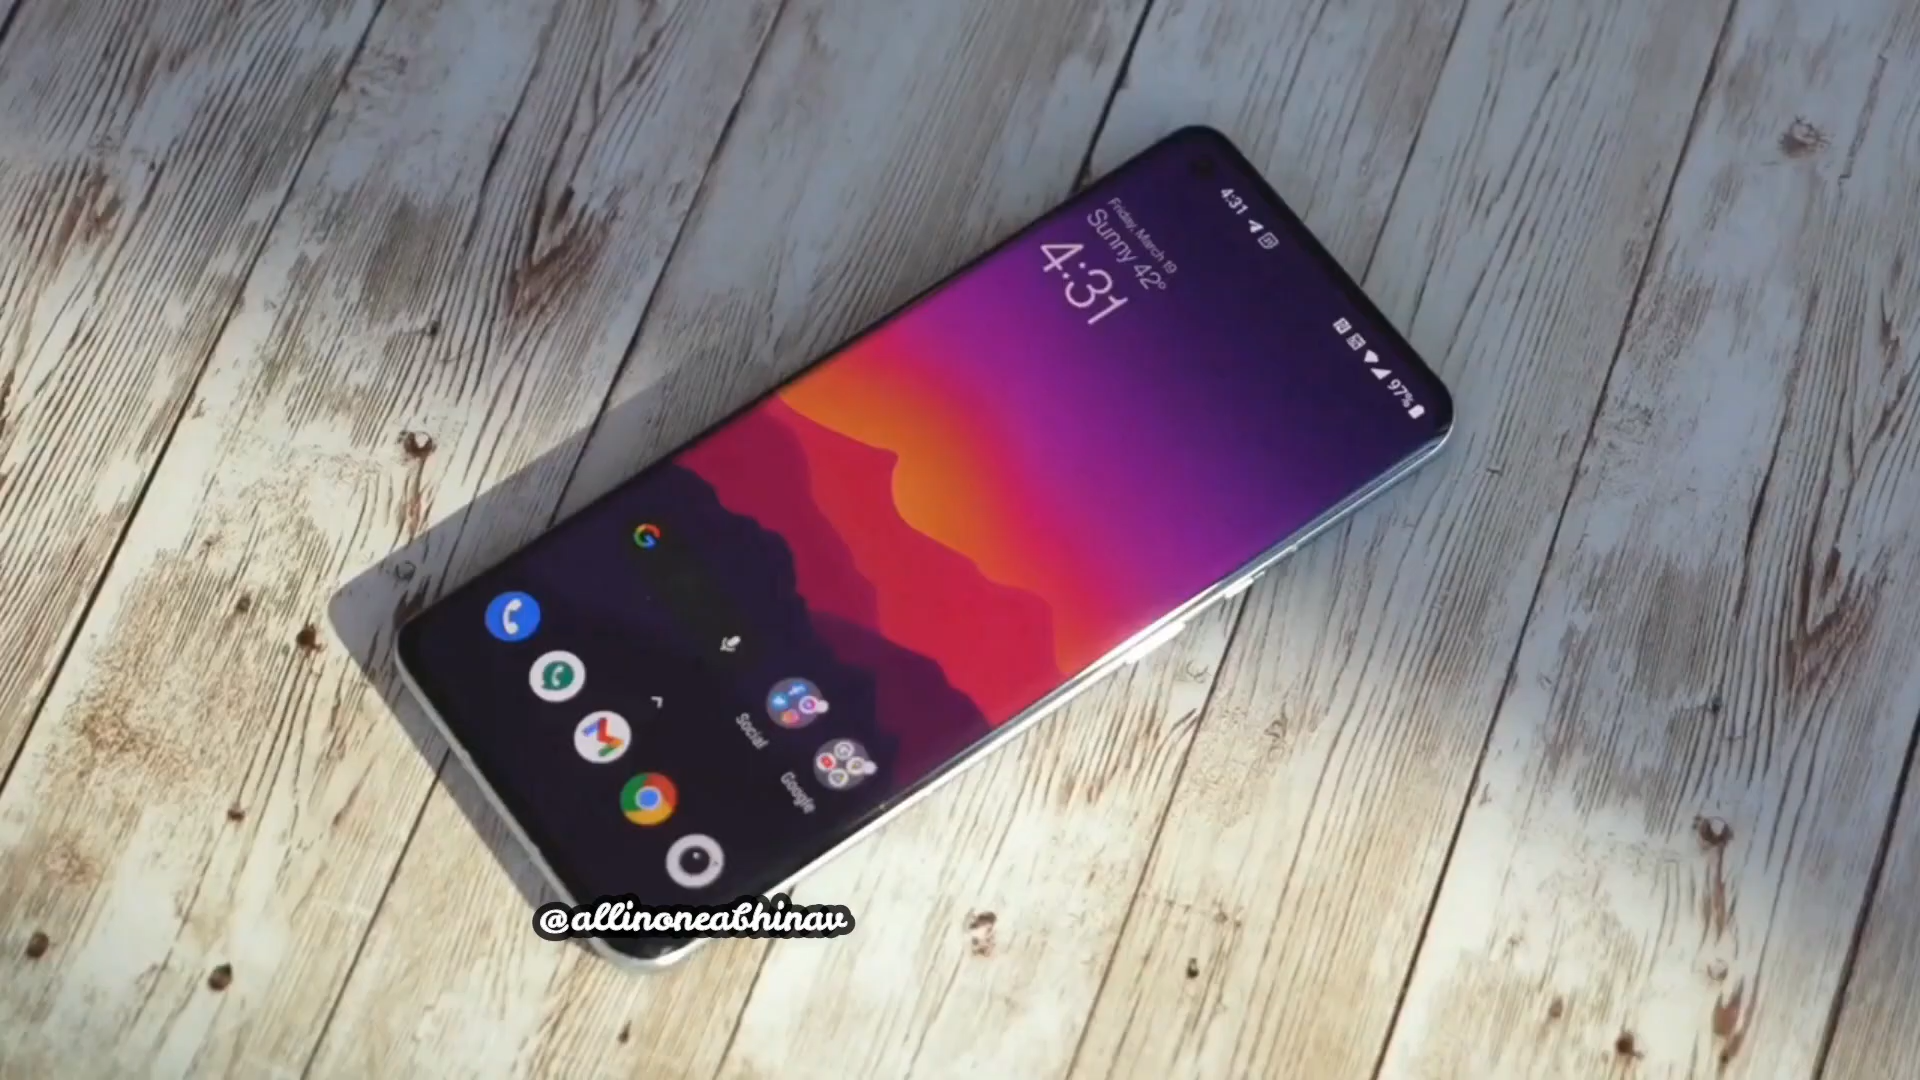 4:31
97%
Friday, March 19
Sunny 42°
4:31
Social
Google
@allinoneabhinav